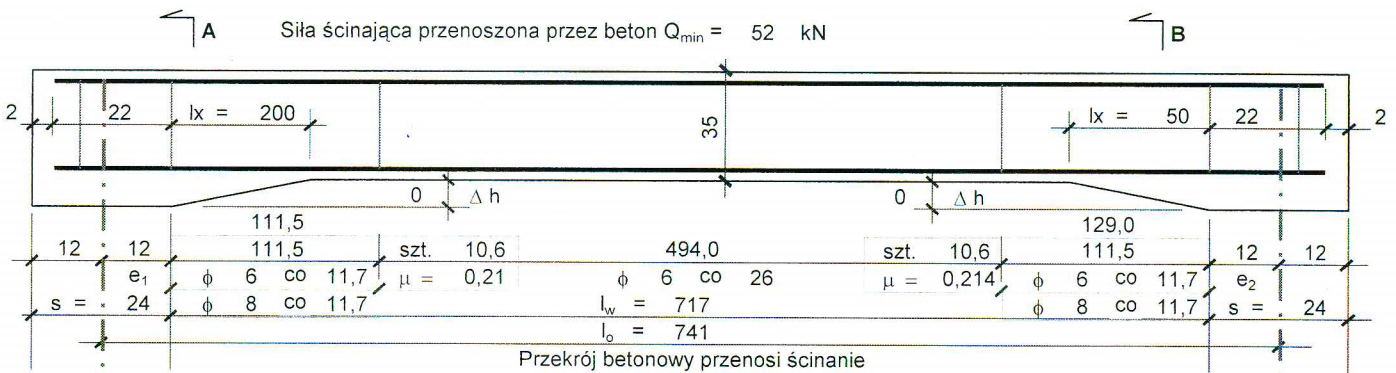 A Siła ścinająca przenoszona przez beton Qmin = 52 kN B
2 22 lx = 200 35 lx = 50 22 2
0 Δ h 0 Δ h
111,5 129,0
12 12 111,5 szt. 10,6 494,0 szt. 10,6 111,5 12 12
e1 ϕ 6 co 11,7 μ = 0,21 ϕ 6 co 26 μ = 0,214 ϕ 6 co 11,7 e2
s = 24 ϕ 8 co 11,7 lw = 717 ϕ 8 co 11,7 s = 24
lo = 741
Przekrój betonowy przenosi ścinanie